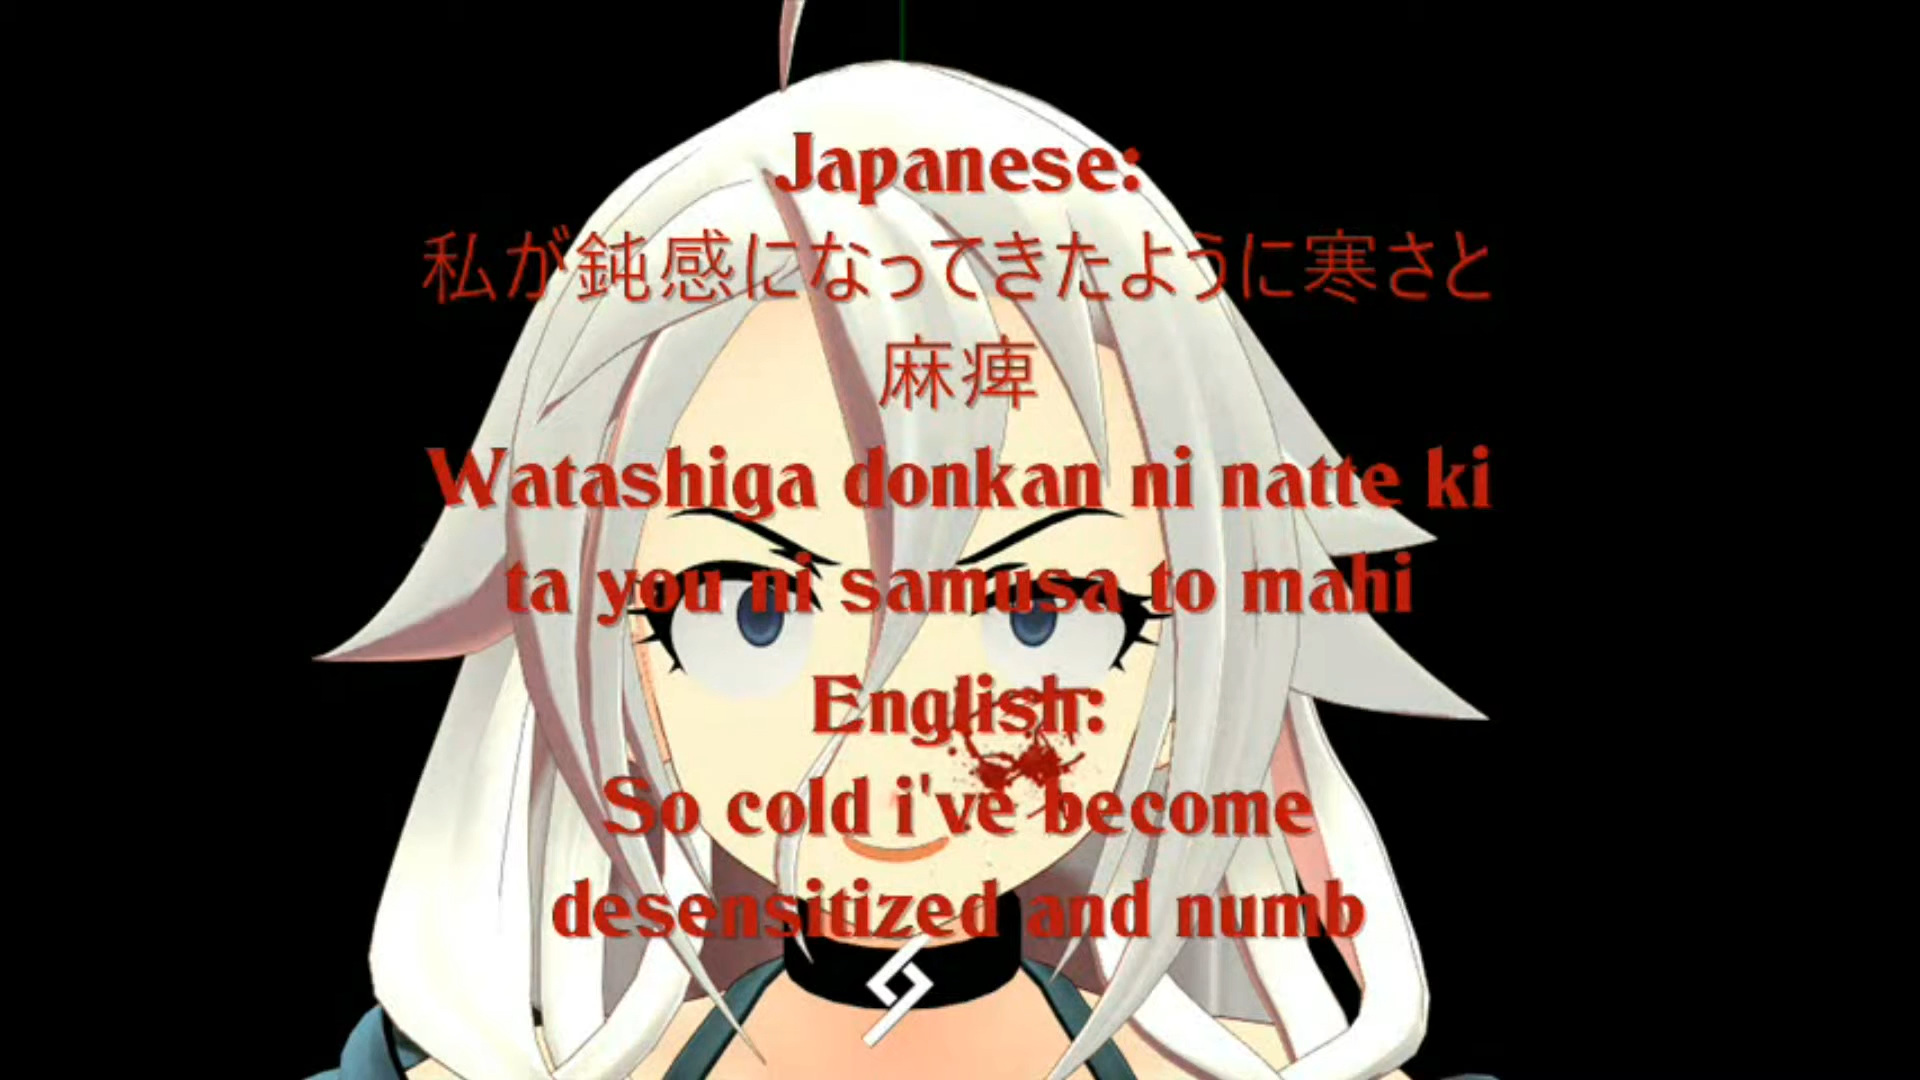 Japanese:
私が鈍感になってきたように寒さと
麻痺
Watashiga donkan ni natte ki
ta you ni samusa to mahi
English:
So cold i've become
desensitized and numb